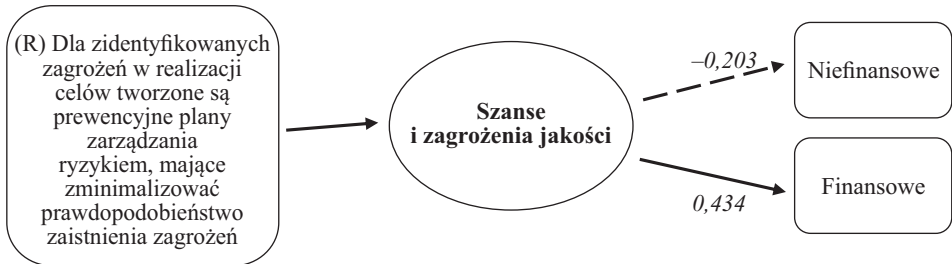 (R) Dla zidentyfikowanych
zagrożeń w realizacji
celów tworzone są
prewencyjne plany
zarządzania
ryzykiem, mające
zminimalizować
prawdopodobieństwo
zaistnienia zagrożeń
Szanse
i zagrożenia jakości
–0,203
Niefinansowe
0,434
Finansowe